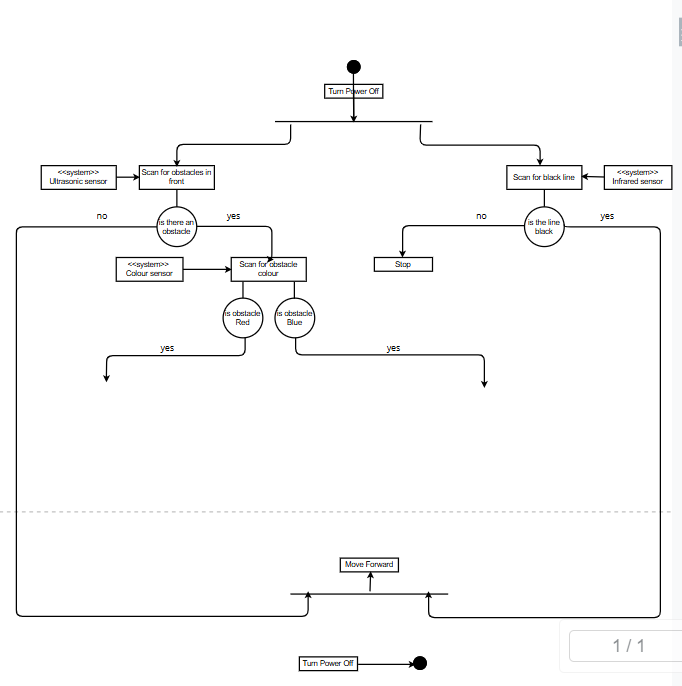 Turn Power Off
<<system>>
Ultrasonic sensor
Scan for obstacles in
front
Scan for black line
<<system>>
Infrared sensor
no
is there an
obstacle
yes
no
is the line
black
yes
<<system>>
Colour sensor
Scan for obstacle
colour
Stop
is obstacle
Red
is obstacle
Blue
yes
yes
Move Forward
1 / 1
Turn Power Off